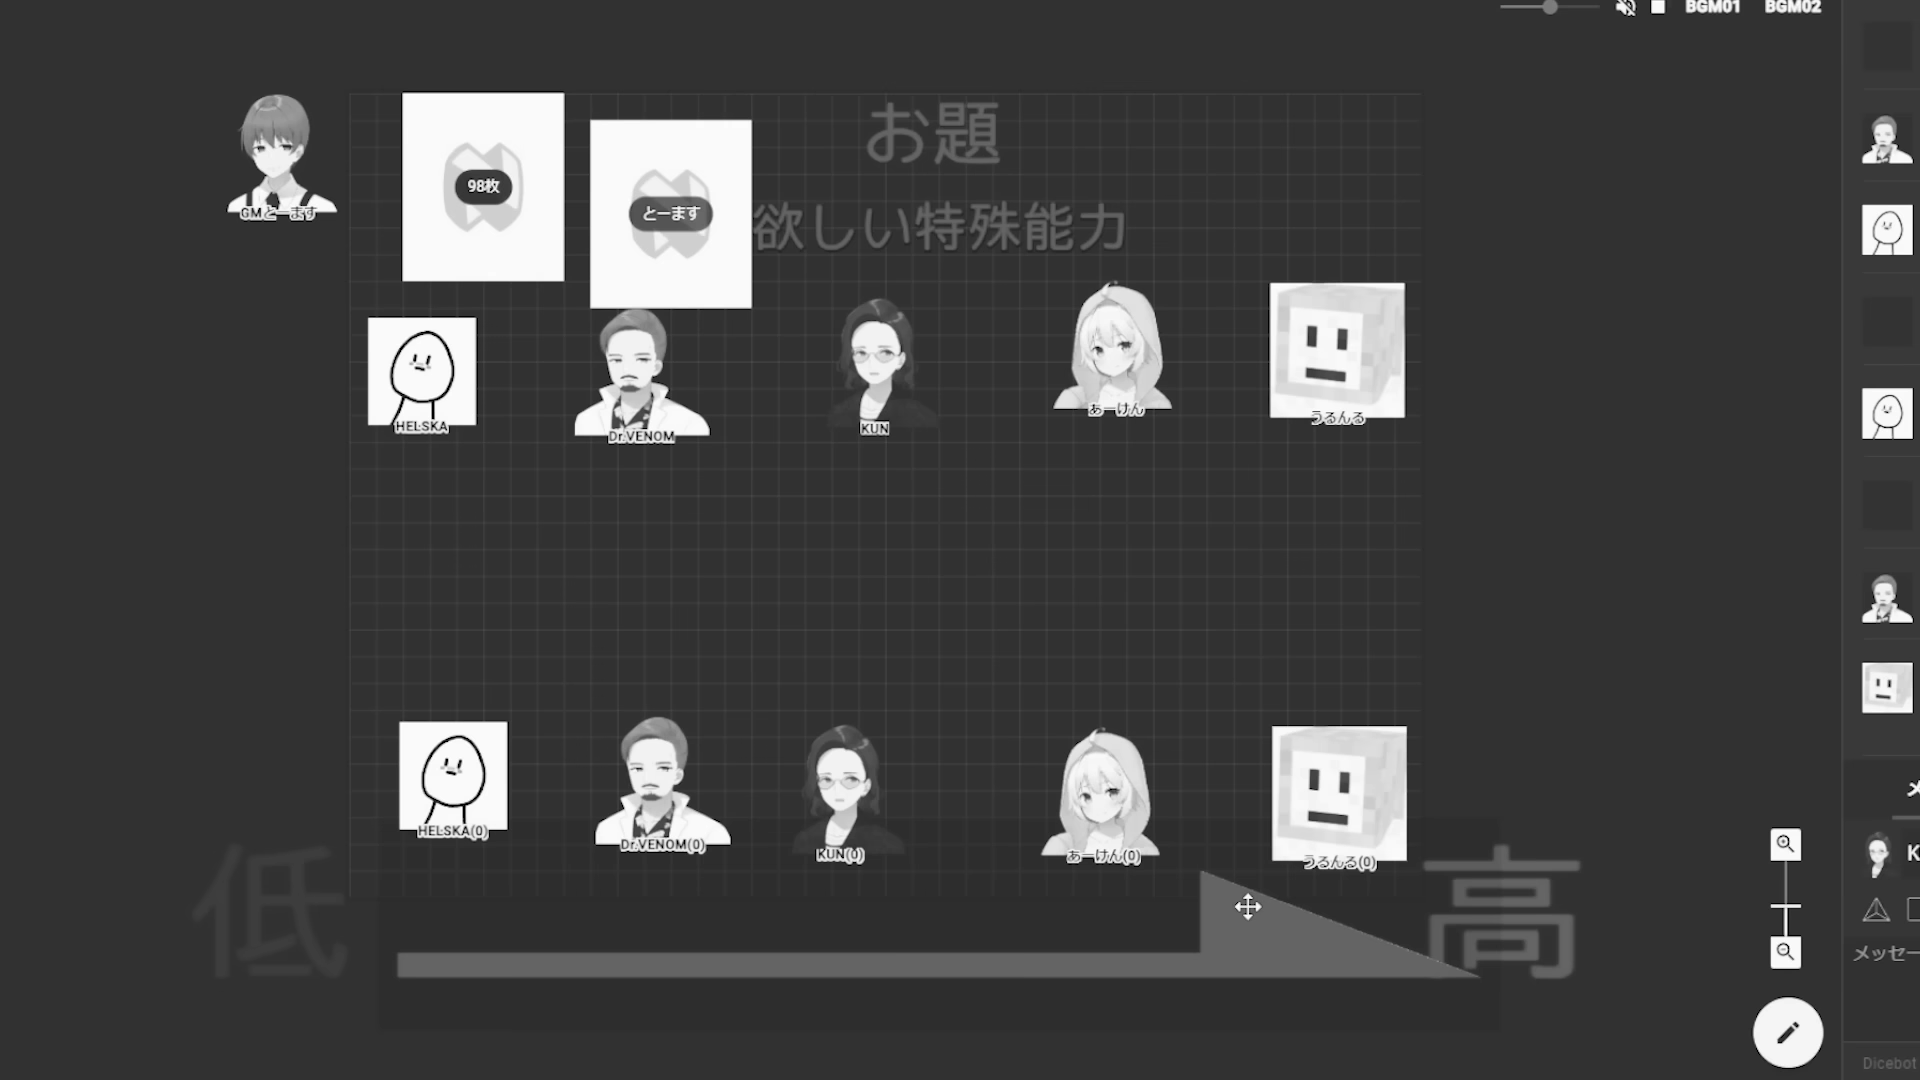 BGM01
BGM02
お題
98枚
とーます
GMとーます
欲しい特殊能力
HELSKA
Dr.VENOM
KUN
あーけん
うるんる
HELSKA(0)
Dr.VENOM(0)
KUN(0)
あーけん(0)
うるんる(0)
低
高
K
メッセー
Dicebot